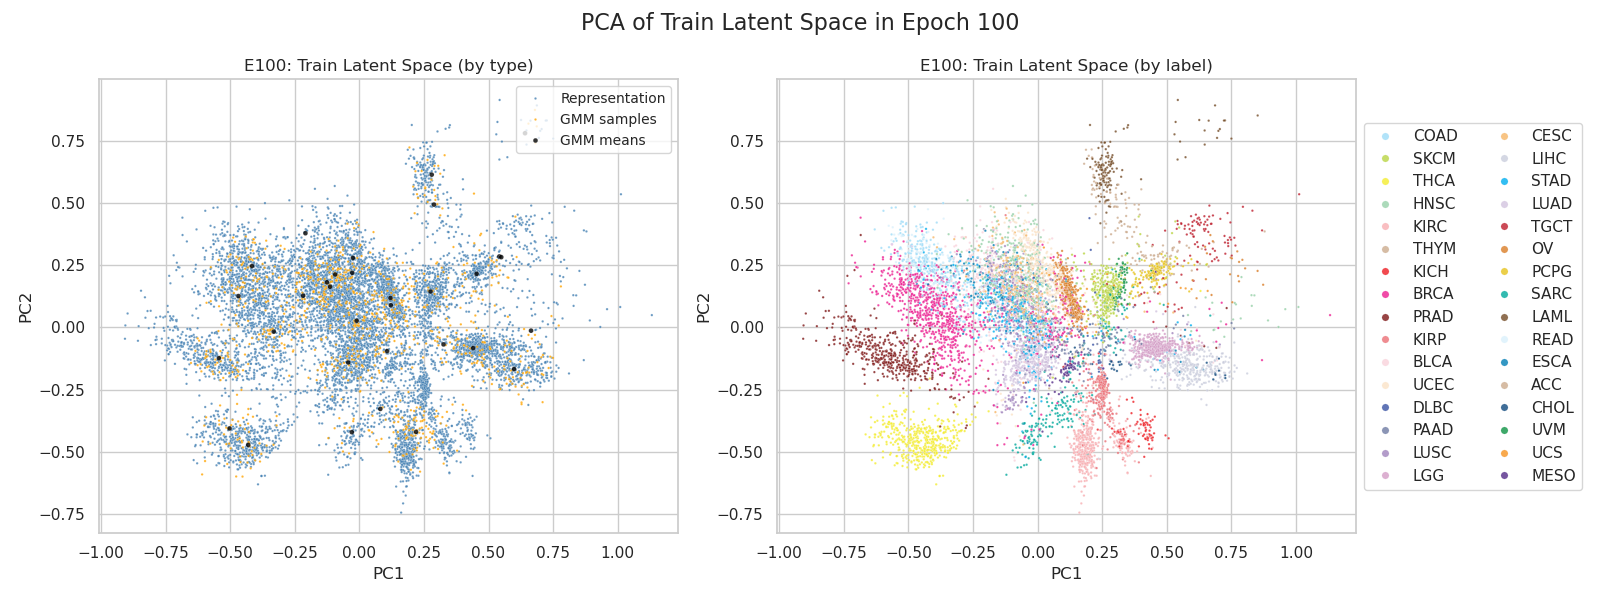 PCA of Train Latent Space in Epoch 100
E100: Train Latent Space (by type)
Representation
GMM samples
GMM means
PC2
0.75
0.50
0.25
0.00
−0.25
−0.50
−0.75
−1.00 −0.75 −0.50 −0.25 0.00 0.25 0.50 0.75 1.00
PC1
E100: Train Latent Space (by label)
PC2
0.75
0.50
0.25
0.00
−0.25
−0.50
−0.75
−1.00 −0.75 −0.50 −0.25 0.00 0.25 0.50 0.75 1.00
PC1
COAD
SKCM
THCA
HNSC
KIRC
THYM
KICH
BRCA
PRAD
KIRP
BLCA
UCEC
DLBC
PAAD
LUSC
LGG
CESC
LIHC
STAD
LUAD
TGCT
OV
PCPG
SARC
LAML
READ
ESCA
ACC
CHOL
UVM
UCS
MESO